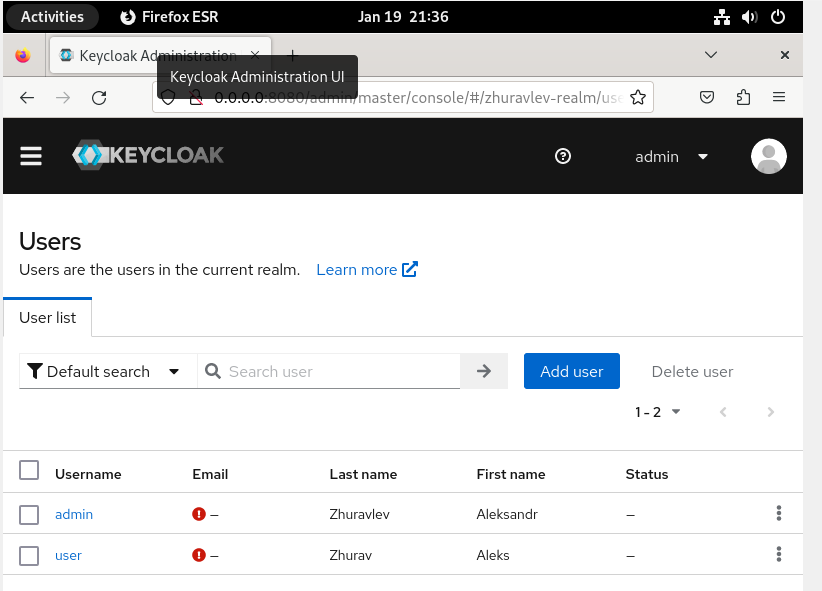 Activities Firefox ESR Jan 19 21:36
Keycloak Administration
Keycloak Administration UI
0.0.0.0:8080/admin/master/console/#/zhuravlev-realm/use
KEYCLOAK admin
Users
Users are the users in the current realm. Learn more
User list
Default search Search user Add user Delete user
1 - 2
Username Email Last name First name Status
admin – Zhuravlev Aleksandr –
user – Zhurav Aleks –